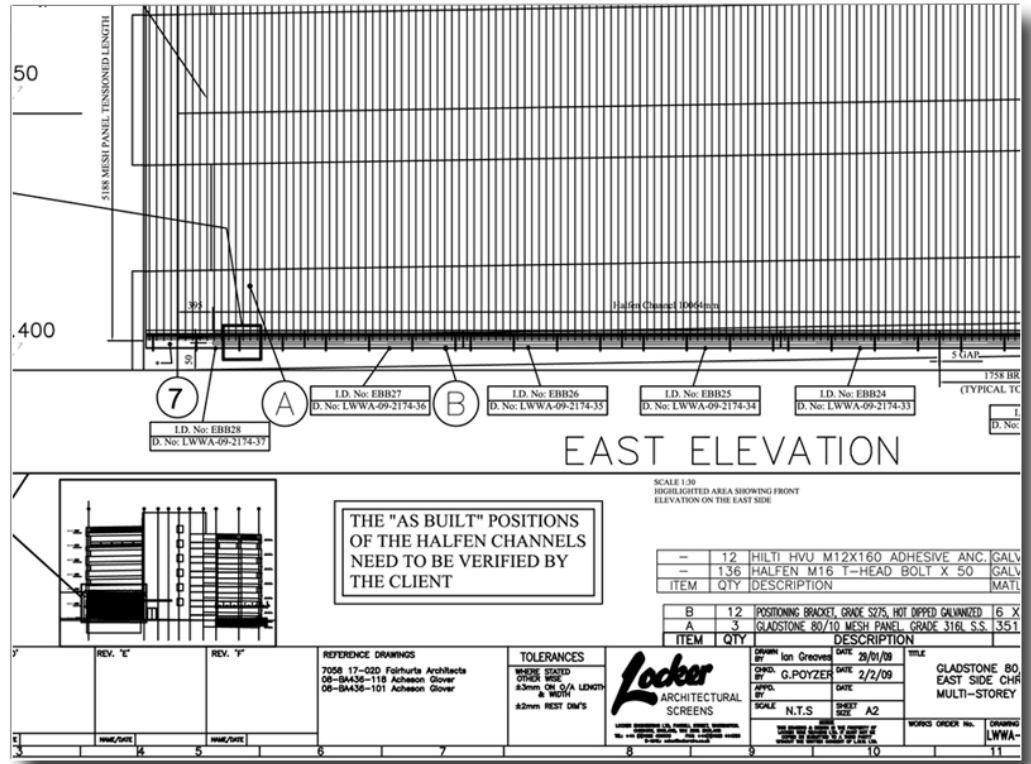 50
5188 MESH PANEL TENSIONED LENGTH
.400
395
Halfen Channel 10064mm
50
5 GAP
7
A
B
I.D. No: EBB27
D. No: LWWA-09-2174-36
I.D. No: EBB26
D. No: LWWA-09-2174-35
I.D. No: EBB25
D. No: LWWA-09-2174-34
I.D. No: EBB24
D. No: LWWA-09-2174-33
I.D. No: EBB28
D. No: LWWA-09-2174-37
1758 BR
(TYPICAL TO
D. No:
EAST ELEVATION
SCALE 1:30
HIGHLIGHTED AREA SHOWING FRONT
ELEVATION ON THE EAST SIDE
THE "AS BUILT" POSITIONS
OF THE HALFEN CHANNELS
NEED TO BE VERIFIED BY
THE CLIENT
– 12 HILTI HVU M12X160 ADHESIVE ANC. GALV
– 136 HALFEN M16 T-HEAD BOLT X 50 GALV
ITEM QTY DESCRIPTION MATL
B 12 POSITIONING BRACKET, GRADE S275, HOT DIPPED GALVANIZED 6 X
A 3 GLADSTONE 80/10 MESH PANEL, GRADE 316L S.S. 351
ITEM QTY DESCRIPTION
REV. "E"
NAME/DATE
REV. "F"
NAME/DATE
REFERENCE DRAWINGS
7058 17-02D Fairhurts Architects
08-BA436-118 Acheson Glover
08-BA436-101 Acheson Glover
TOLERANCES
WHERE STATED
OTHER WISE
±3mm ON O/A LENGTH
& WIDTH
±2mm REST DIM'S
Locker
ARCHITECTURAL
SCREENS
DRAWN BY Ian Greaves DATE 29/01/09
CHKD. BY G.POYZER DATE 2/2/09
APPD. BY DATE
SCALE N.T.S SHEET SIZE A2
TITLE
GLADSTONE 80
EAST SIDE CHR
MULTI-STOREY
WORKS ORDER No.
DRAWING
LWWA-
3 4 5 6 7 8 9 10 11